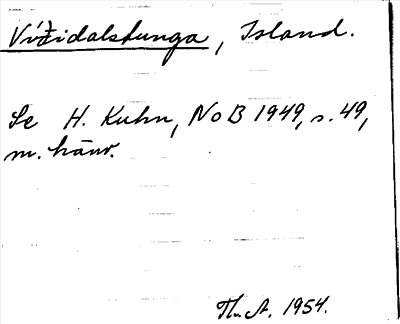 Víðidalstunga, Island.
Se H. Kuhn, NoB 1949, s. 49,
m. hänv.
Th. A. 1954.